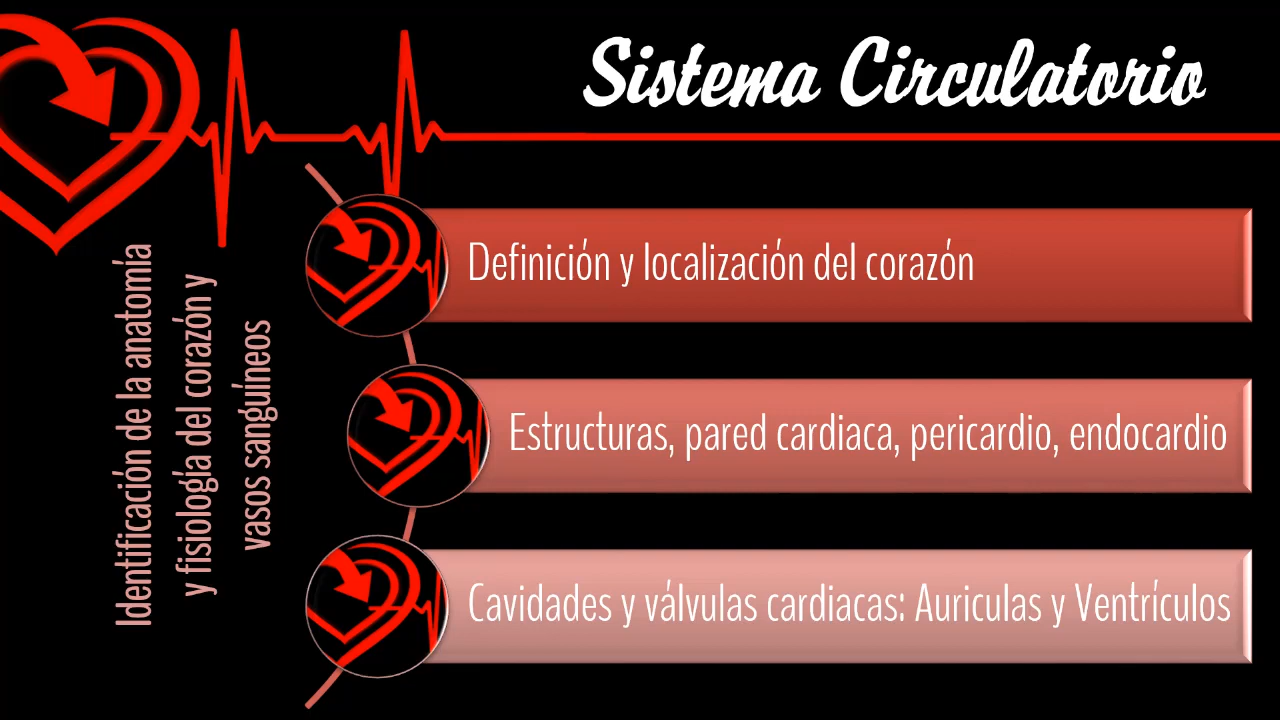 Sistema Circulatorio
Identificación de la anatomía
y fisiología del corazón y
vasos sanguíneos
Definición y localización del corazón
Estructuras, pared cardiaca, pericardio, endocardio
Cavidades y válvulas cardiacas: Auriculas y Ventrículos